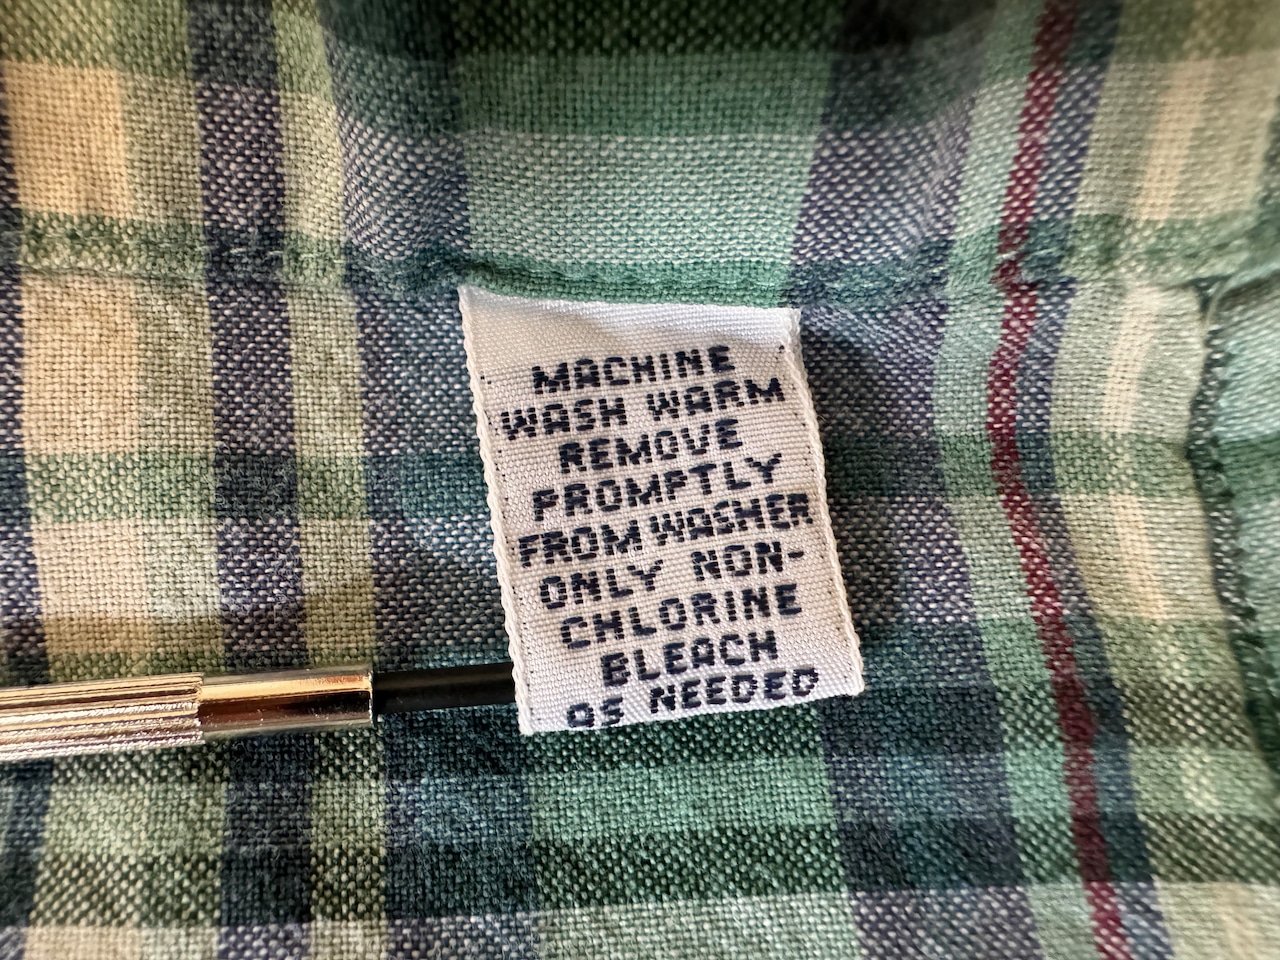 MACHINE
WASH WARM
REMOVE
PROMPTLY
FROM WASHER
ONLY NON-
CHLORINE
BLEACH
AS NEEDED